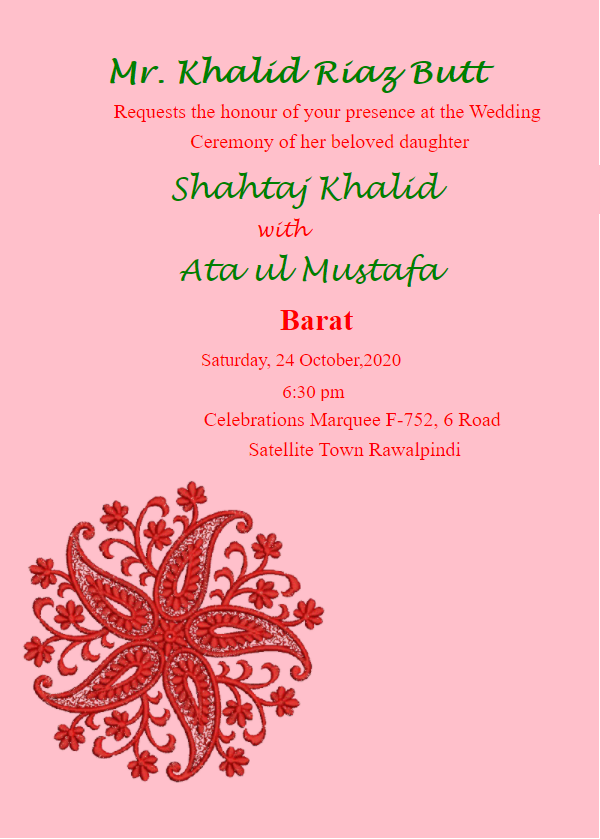 Mr. Khalid Riaz Butt
Requests the honour of your presence at the Wedding
Ceremony of her beloved daughter
Shahtaj Khalid
with
Ata ul Mustafa
Barat
Saturday, 24 October,2020
6:30 pm
Celebrations Marquee F-752, 6 Road
Satellite Town Rawalpindi